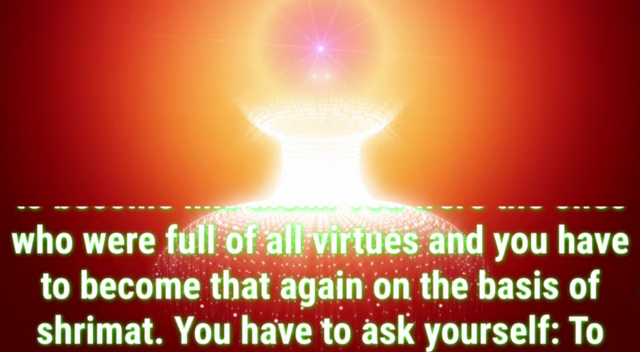 who were full of all virtues and you have
to become that again on the basis of
shrimat. You have to ask yourself: To